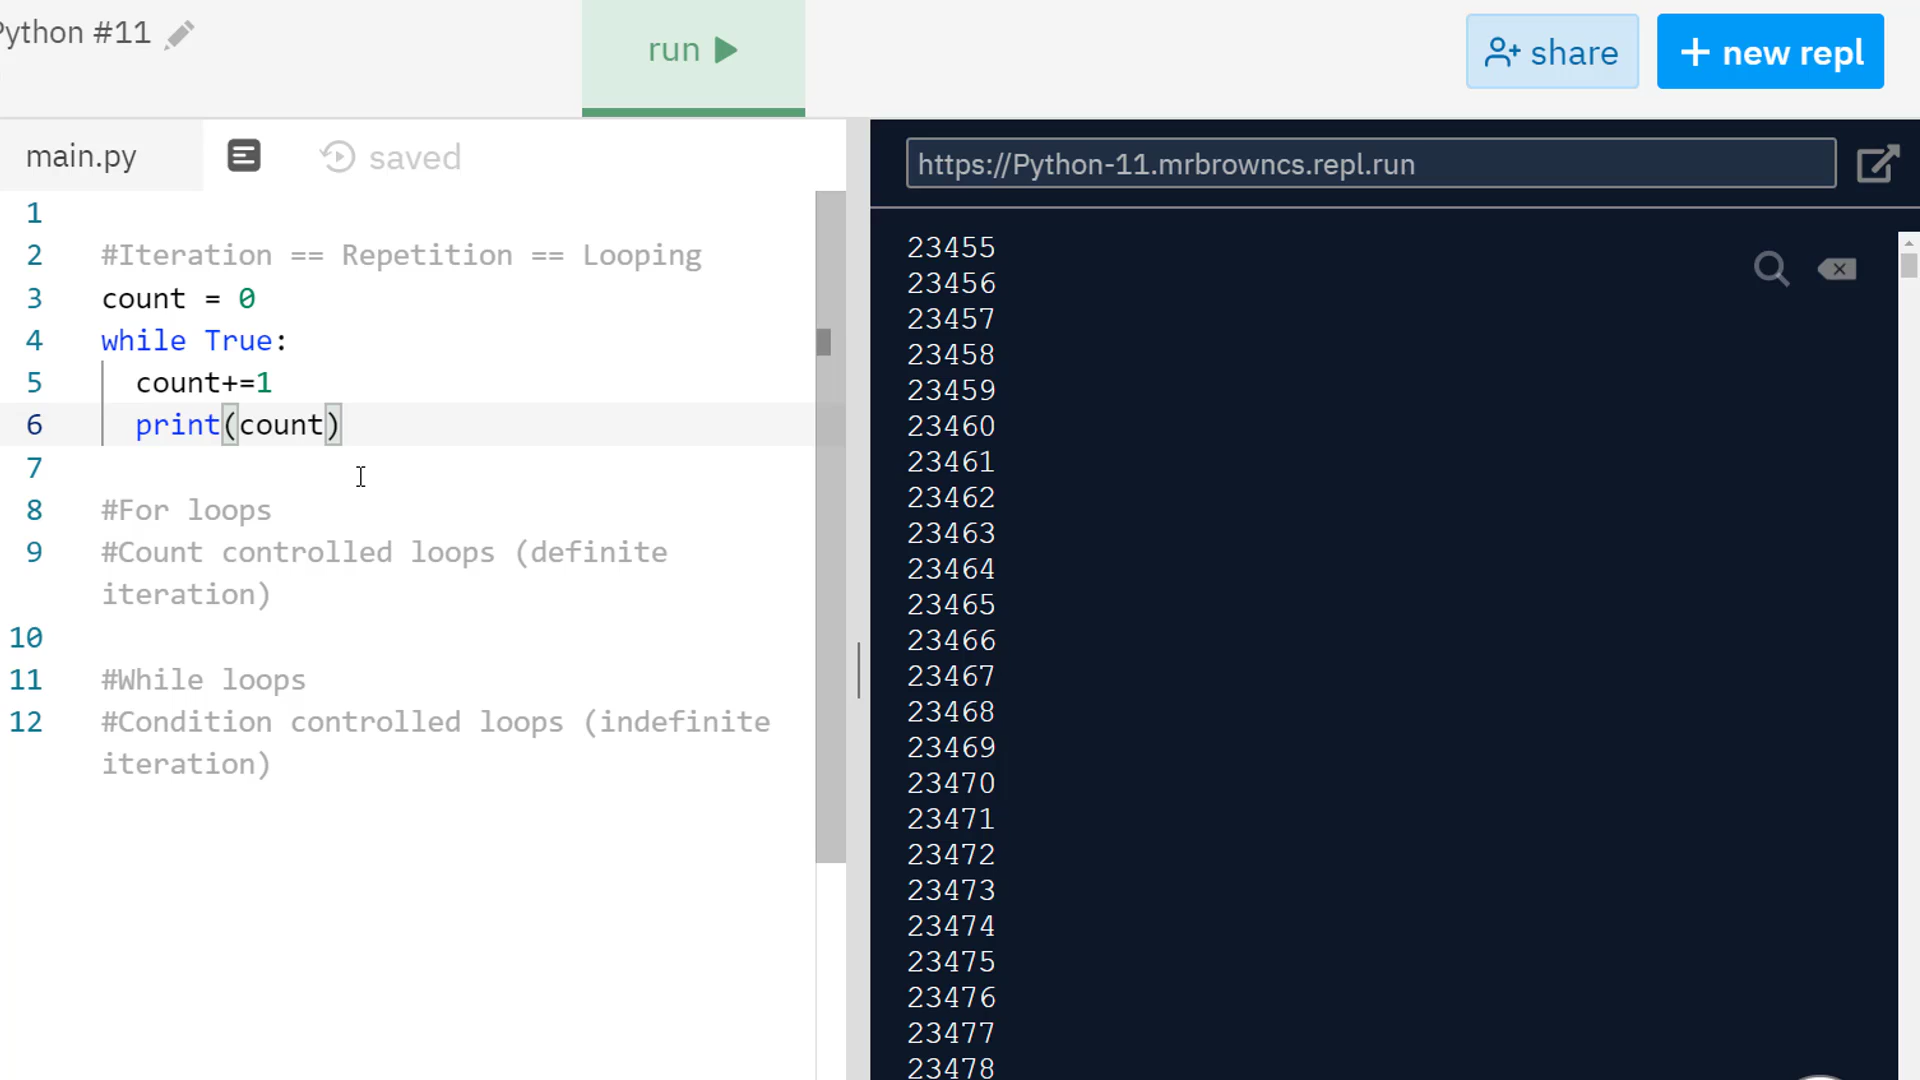 Python #11
run
share
+ new repl
main.py
saved
https://Python-11.mrbrowncs.repl.run
1
2 #Iteration == Repetition == Looping
3 count = 0
4 while True:
5 count+=1
6 print(count)
7
8 #For loops
9 #Count controlled loops (definite
iteration)
10
11 #While loops
12 #Condition controlled loops (indefinite
iteration)
23455
23456
23457
23458
23459
23460
23461
23462
23463
23464
23465
23466
23467
23468
23469
23470
23471
23472
23473
23474
23475
23476
23477
23478